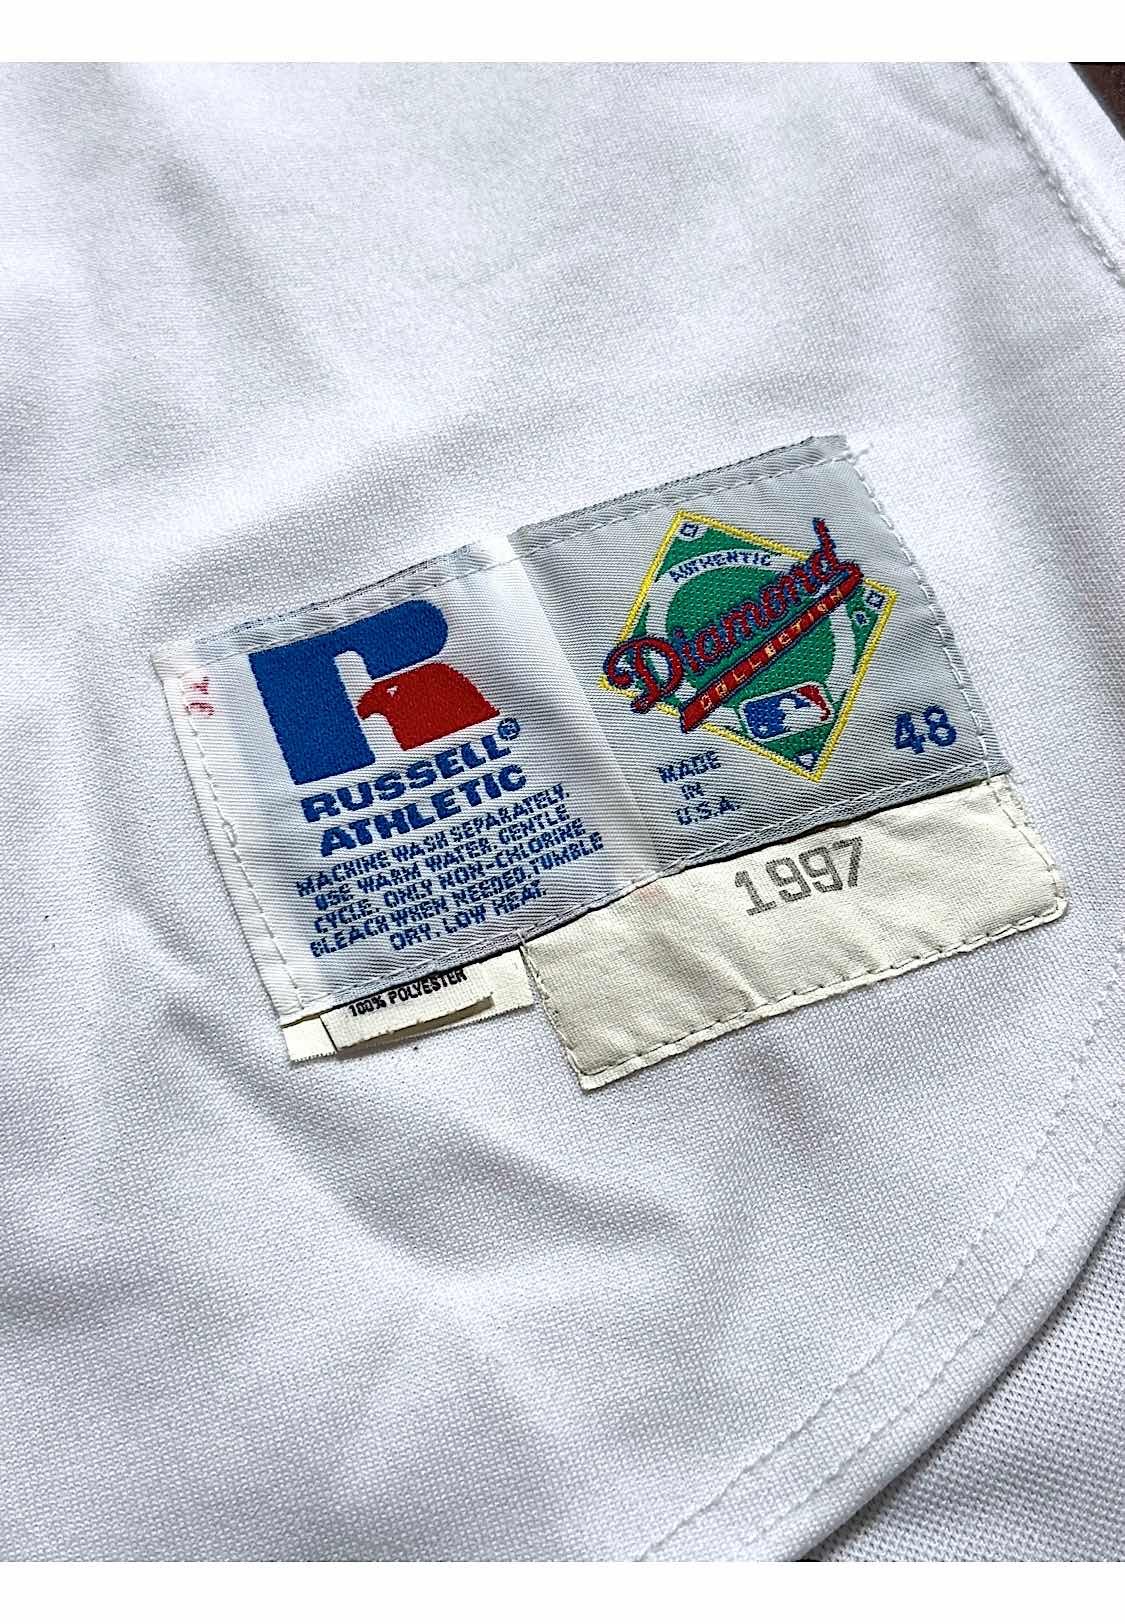 RUSSELL®
ATHLETIC
MACHINE WASH SEPARATELY.
USE WARM WATER, GENTLE
CYCLE. ONLY NON-CHLORINE
BLEACH WHEN NEEDED. TUMBLE
DRY, LOW HEAT.
100% POLYESTER
AUTHENTIC
Diamond
COLLECTION
MADE
IN
U.S.A.
48
1997